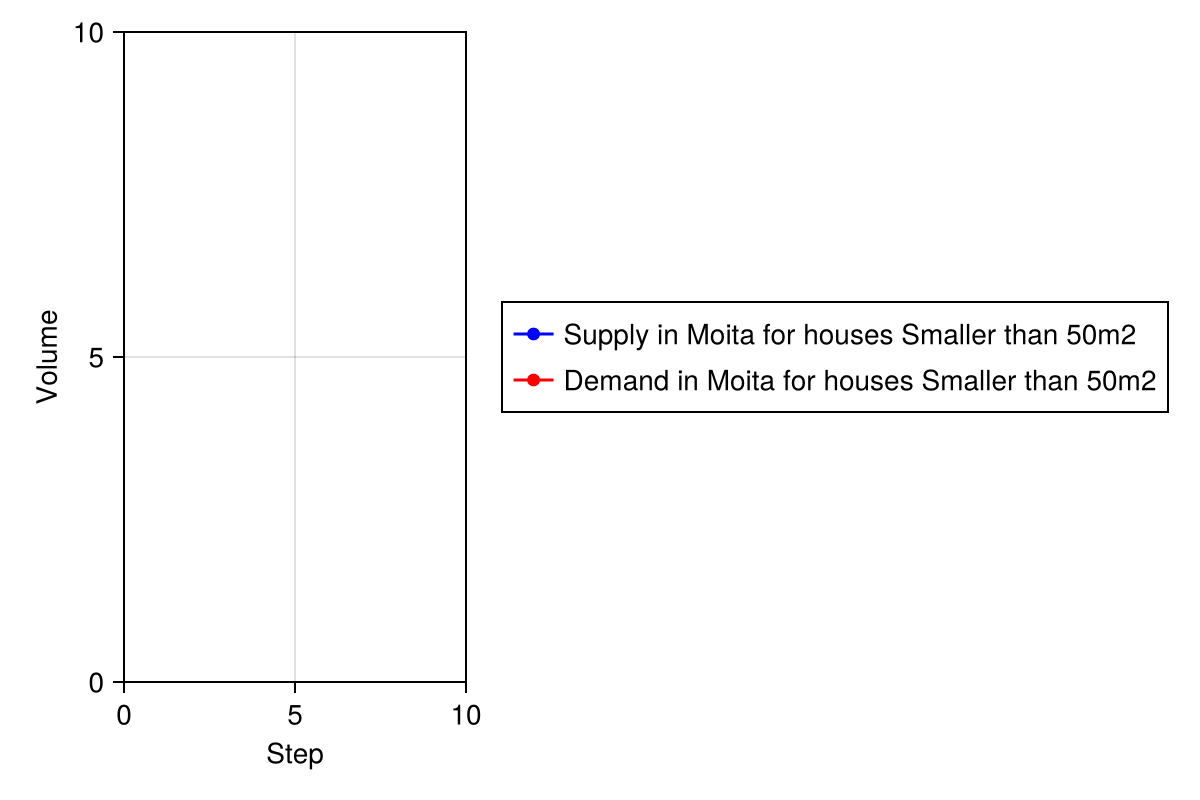 10
5
0
Volume
0 5 10
Step
Supply in Moita for houses Smaller than 50m2
Demand in Moita for houses Smaller than 50m2